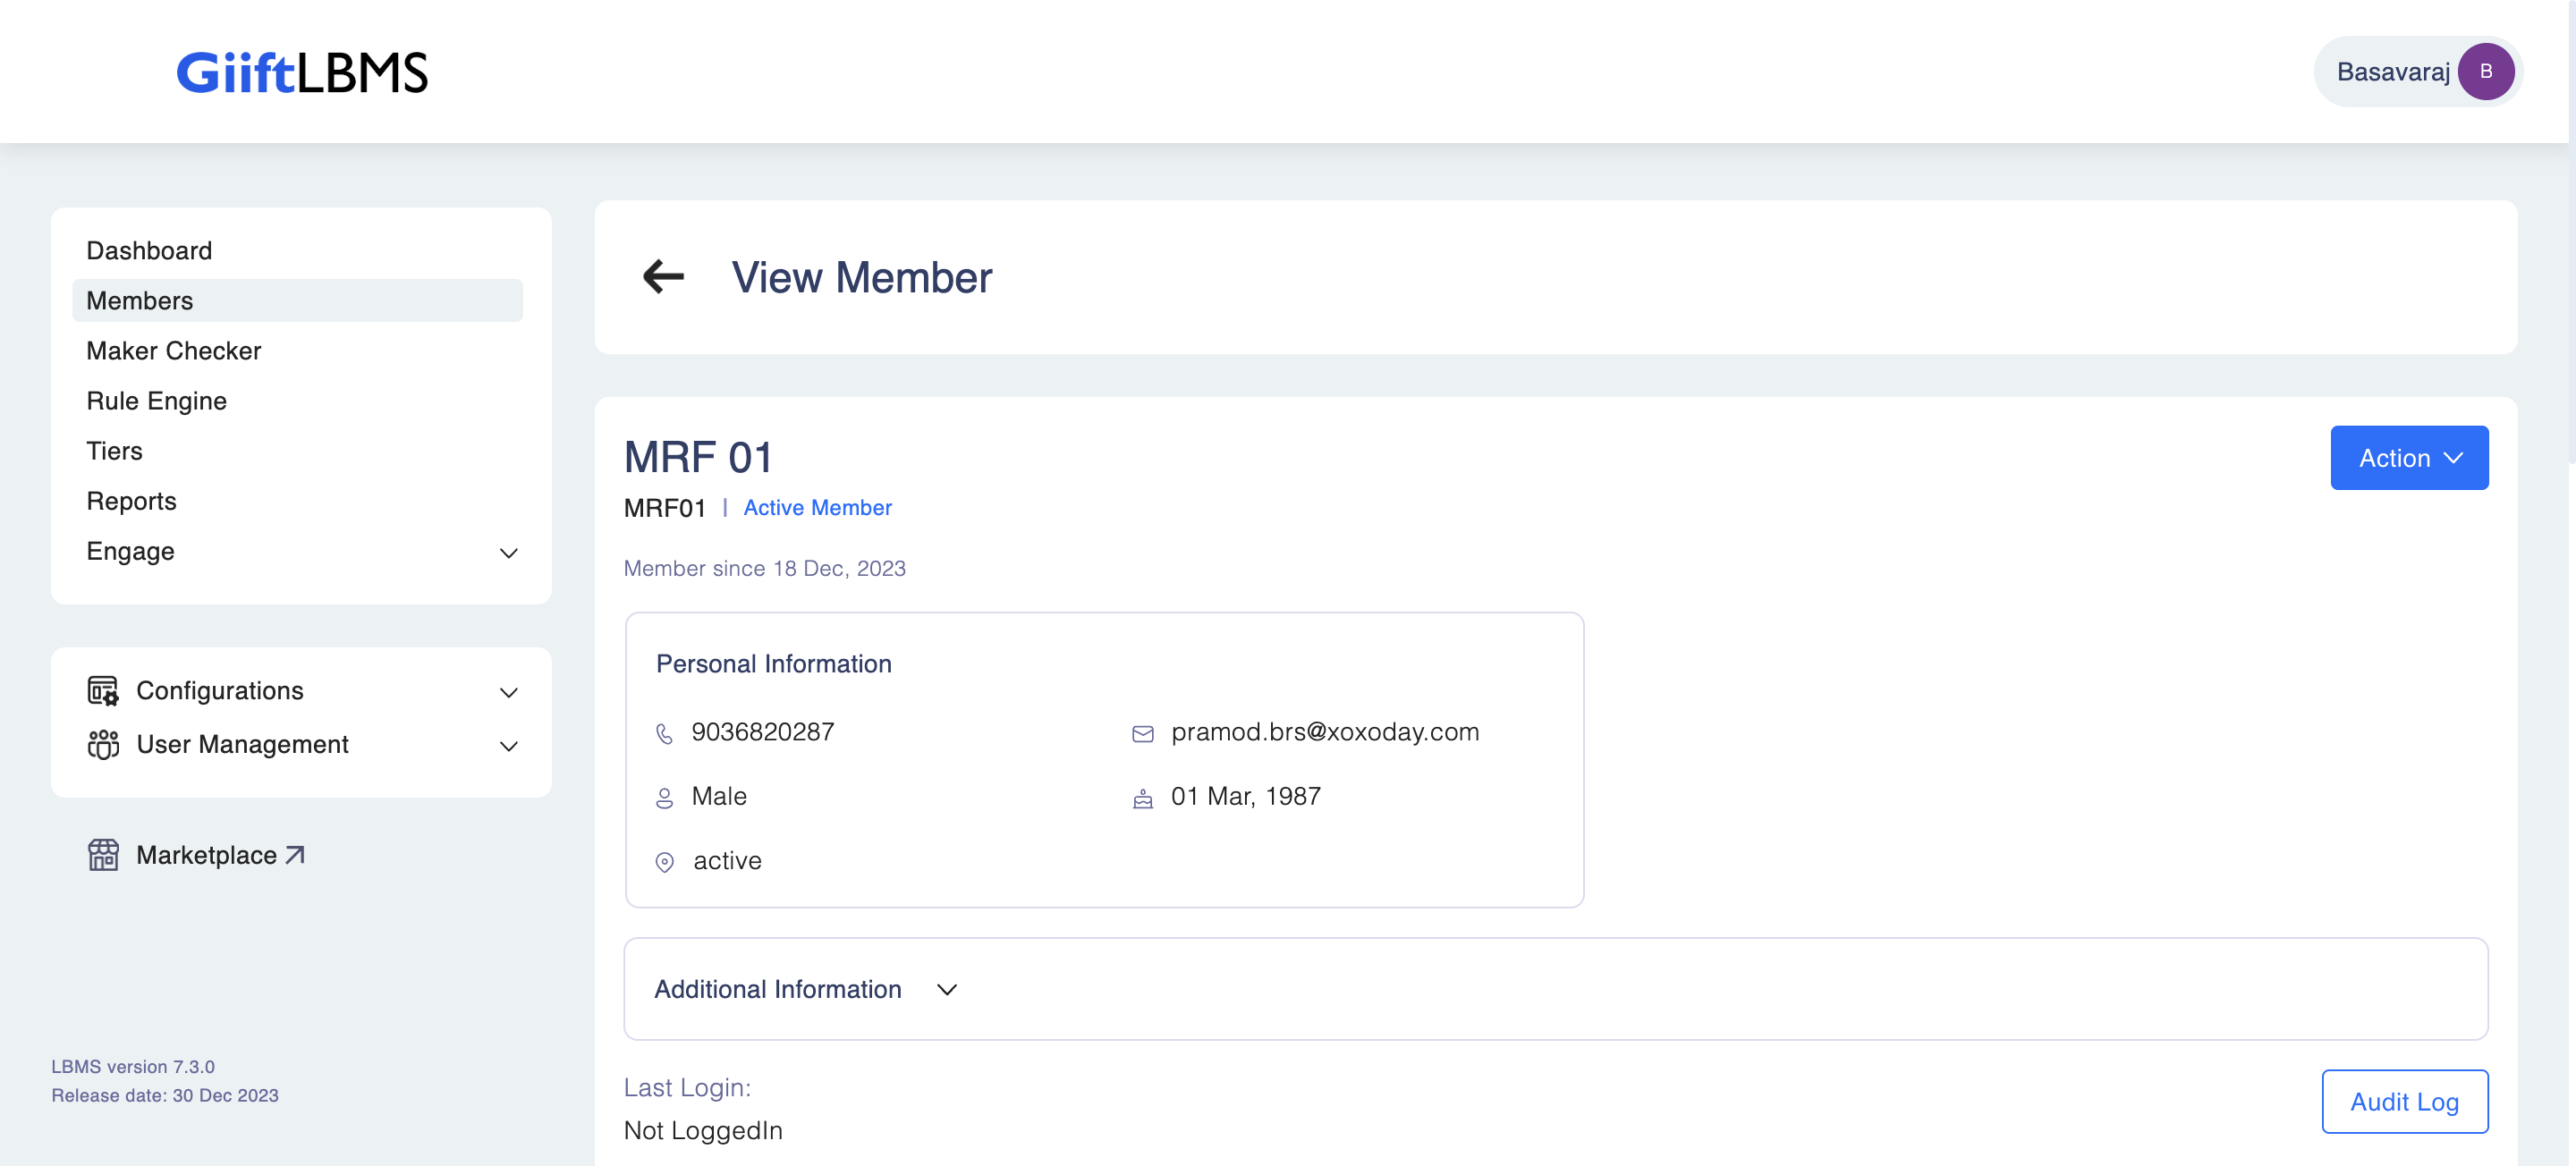 GiiftLBMS
Basavaraj B
Dashboard
Members
Maker Checker
Rule Engine
Tiers
Reports
Engage
Configurations
User Management
Marketplace
LBMS version 7.3.0
Release date: 30 Dec 2023
View Member
MRF 01
Action
MRF01 | Active Member
Member since 18 Dec, 2023
Personal Information
9036820287
pramod.brs@xoxoday.com
Male
01 Mar, 1987
active
Additional Information
Last Login:
Not LoggedIn
Audit Log